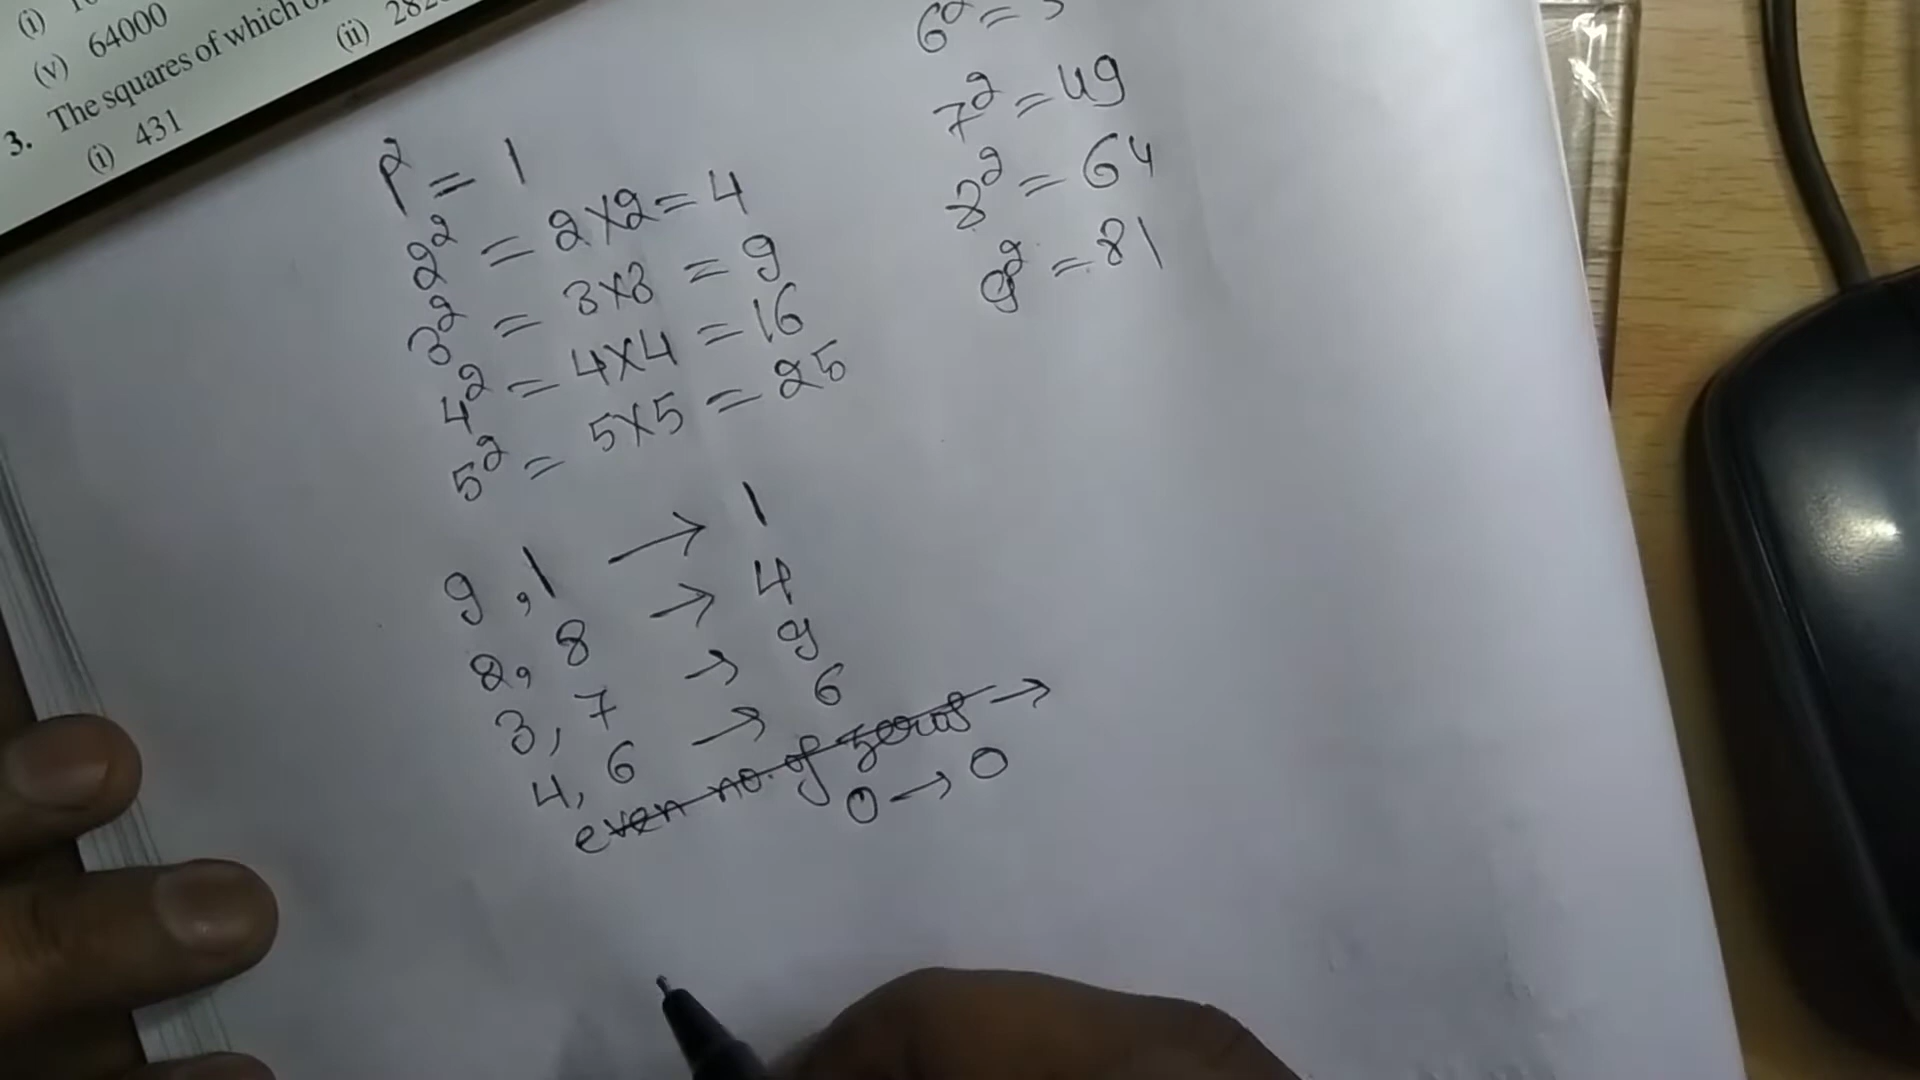 (i)
(v) 64000
3. The squares of which
(i) 431
(ii) 282
1² = 1
2² = 2×2 = 4
3² = 3×3 = 9
4² = 4×4 = 16
5² = 5×5 = 25
6² =
7² = 49
8² = 64
9² = 81
9, 1 → 1
2, 8 → 4
3, 7 → 9
4, 6 → 6
even no. of zeros →
0 → 0